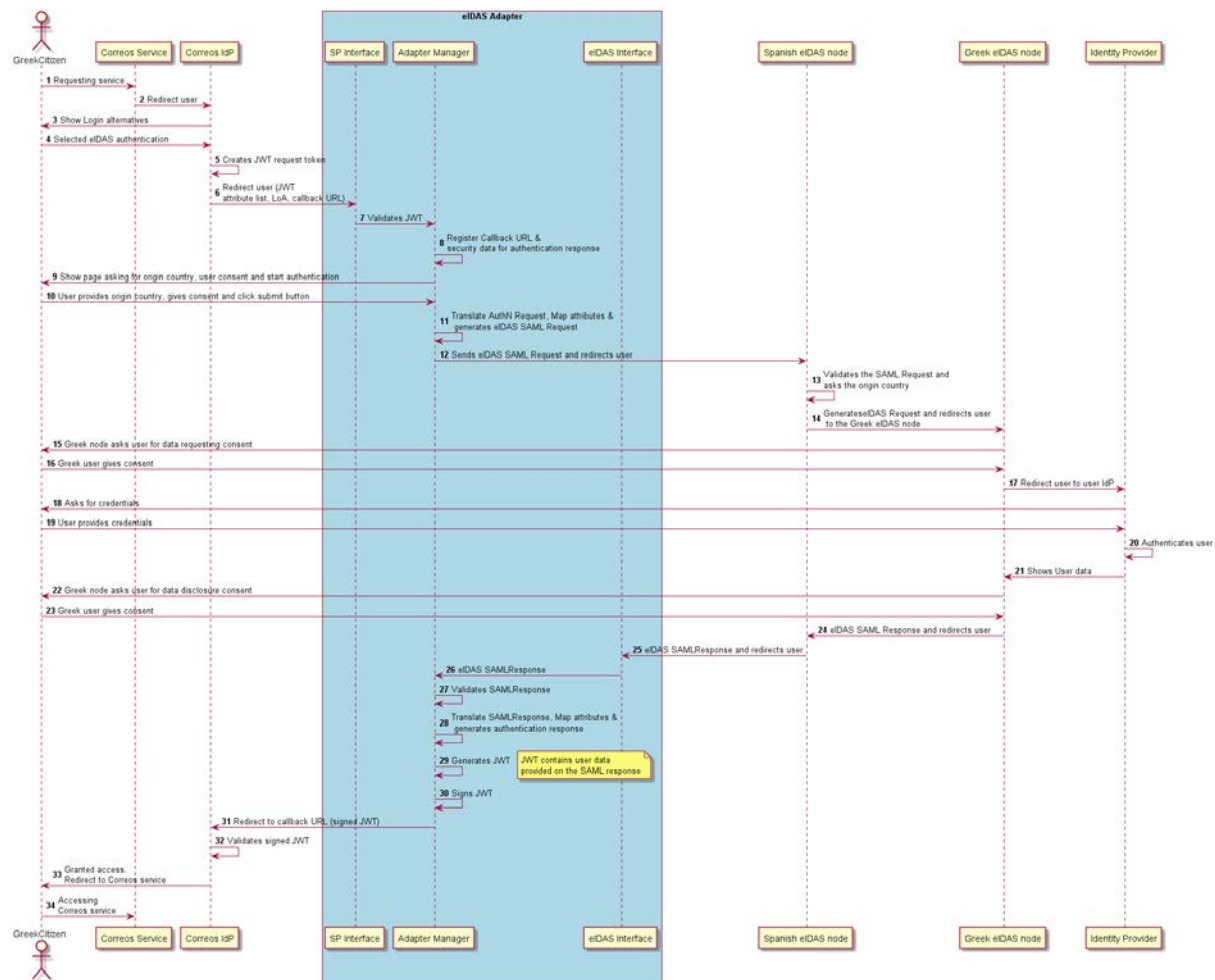 eIDAS Adapter
GreekCitizen
Correos Service
Correos IdP
SP Interface
Adapter Manager
eIDAS Interface
Spanish eIDAS node
Greek eIDAS node
Identity Provider
1 Requesting service
2 Redirect user
3 Show Login alternatives
4 Selected eIDAS authentication
5 Creates JWT request token
6 Redirect user (JWT
attribute list, LoA, callback URL)
7 Validates JWT
8 Register Callback URL &
security data for authentication response
9 Show page asking for origin country, user consent and start authentication
10 User provides origin country, gives consent and click submit button
11 Translate AuthN Request, Map attributes &
generates eIDAS SAML Request
12 Sends eIDAS SAML Request and redirects user
13 Validates the SAML Request and
asks the origin country
14 GenerateseIDAS Request and redirects user
to the Greek eIDAS node
15 Greek node asks user for data requesting consent
16 Greek user gives consent
17 Redirect user to user IdP
18 Asks for credentials
19 User provides credentials
20 Authenticates user
21 Shows User data
22 Greek node asks user for data disclosure consent
23 Greek user gives consent
24 eIDAS SAML Response and redirects user
25 eIDAS SAMLResponse and redirects user
26 eIDAS SAMLResponse
27 Validates SAMLResponse
28 Translate SAMLResponse, Map attributes &
generates authentication response
29 Generates JWT
JWT contains user data
provided on the SAML response
30 Signs JWT
31 Redirect to callback URL (signed JWT)
32 Validates signed JWT
33 Granted access.
Redirect to Correos service
34 Accessing
Correos service
GreekCitizen
Correos Service
Correos IdP
SP Interface
Adapter Manager
eIDAS Interface
Spanish eIDAS node
Greek eIDAS node
Identity Provider